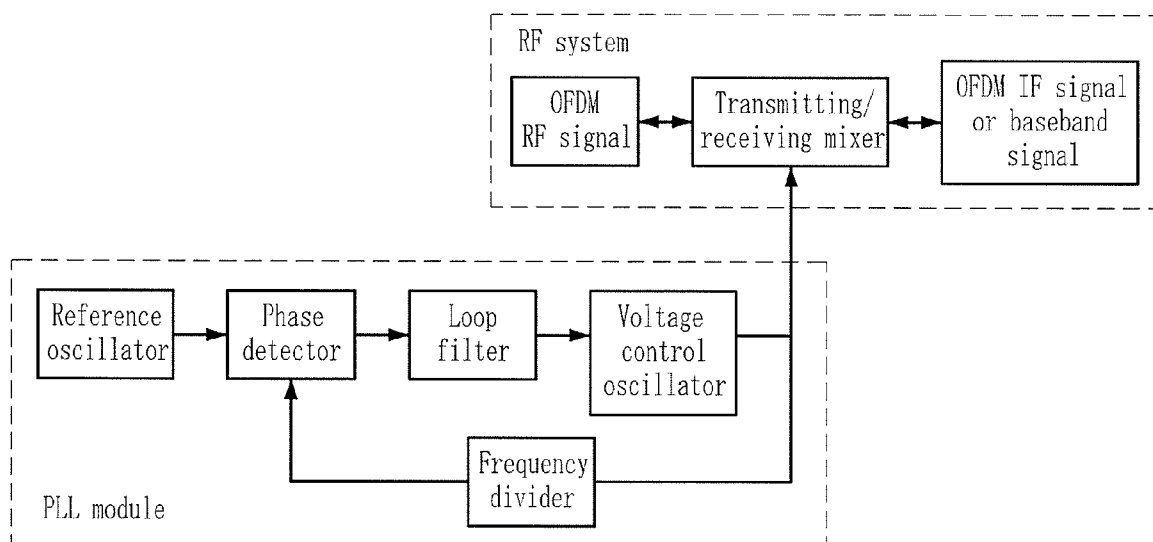 RF system
OFDM
RF signal
Transmitting/
receiving mixer
OFDM IF signal
or baseband
signal
Reference
oscillator
Phase
detector
Loop
filter
Voltage
control
oscillator
Frequency
divider
PLL module